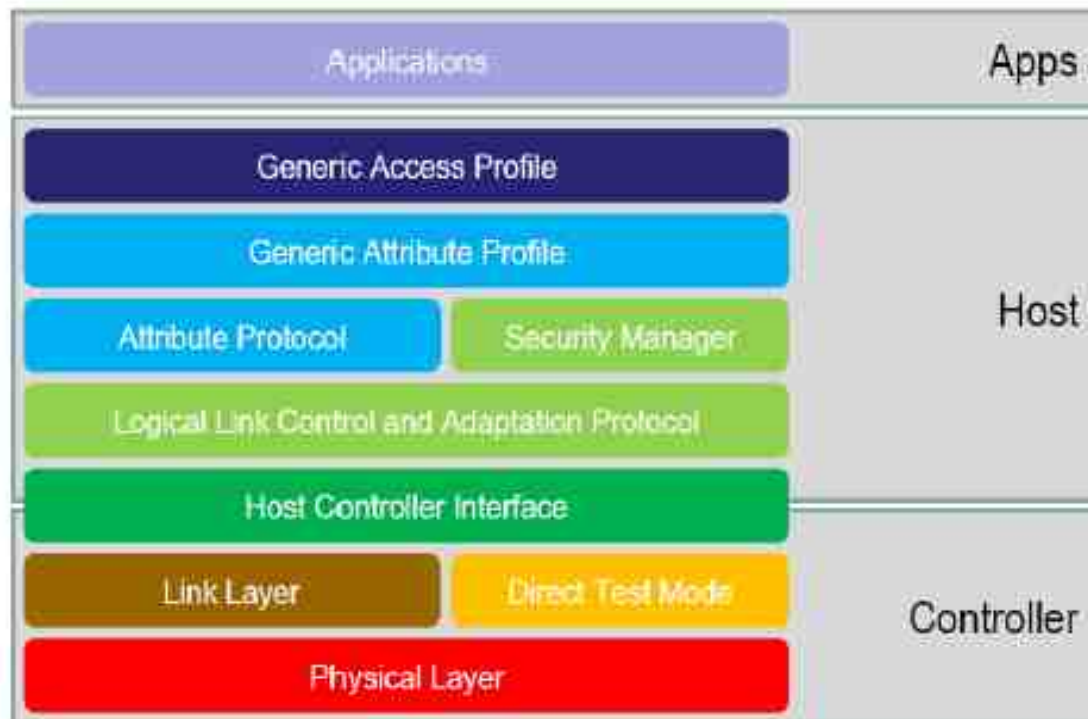 Applications
Apps
Generic Access Profile
Generic Attribute Profile
Host
Attribute Protocol
Security Manager
Logical Link Control and Adaptation Protocol
Host Controller Interface
Link Layer
Direct Test Mode
Controller
Physical Layer